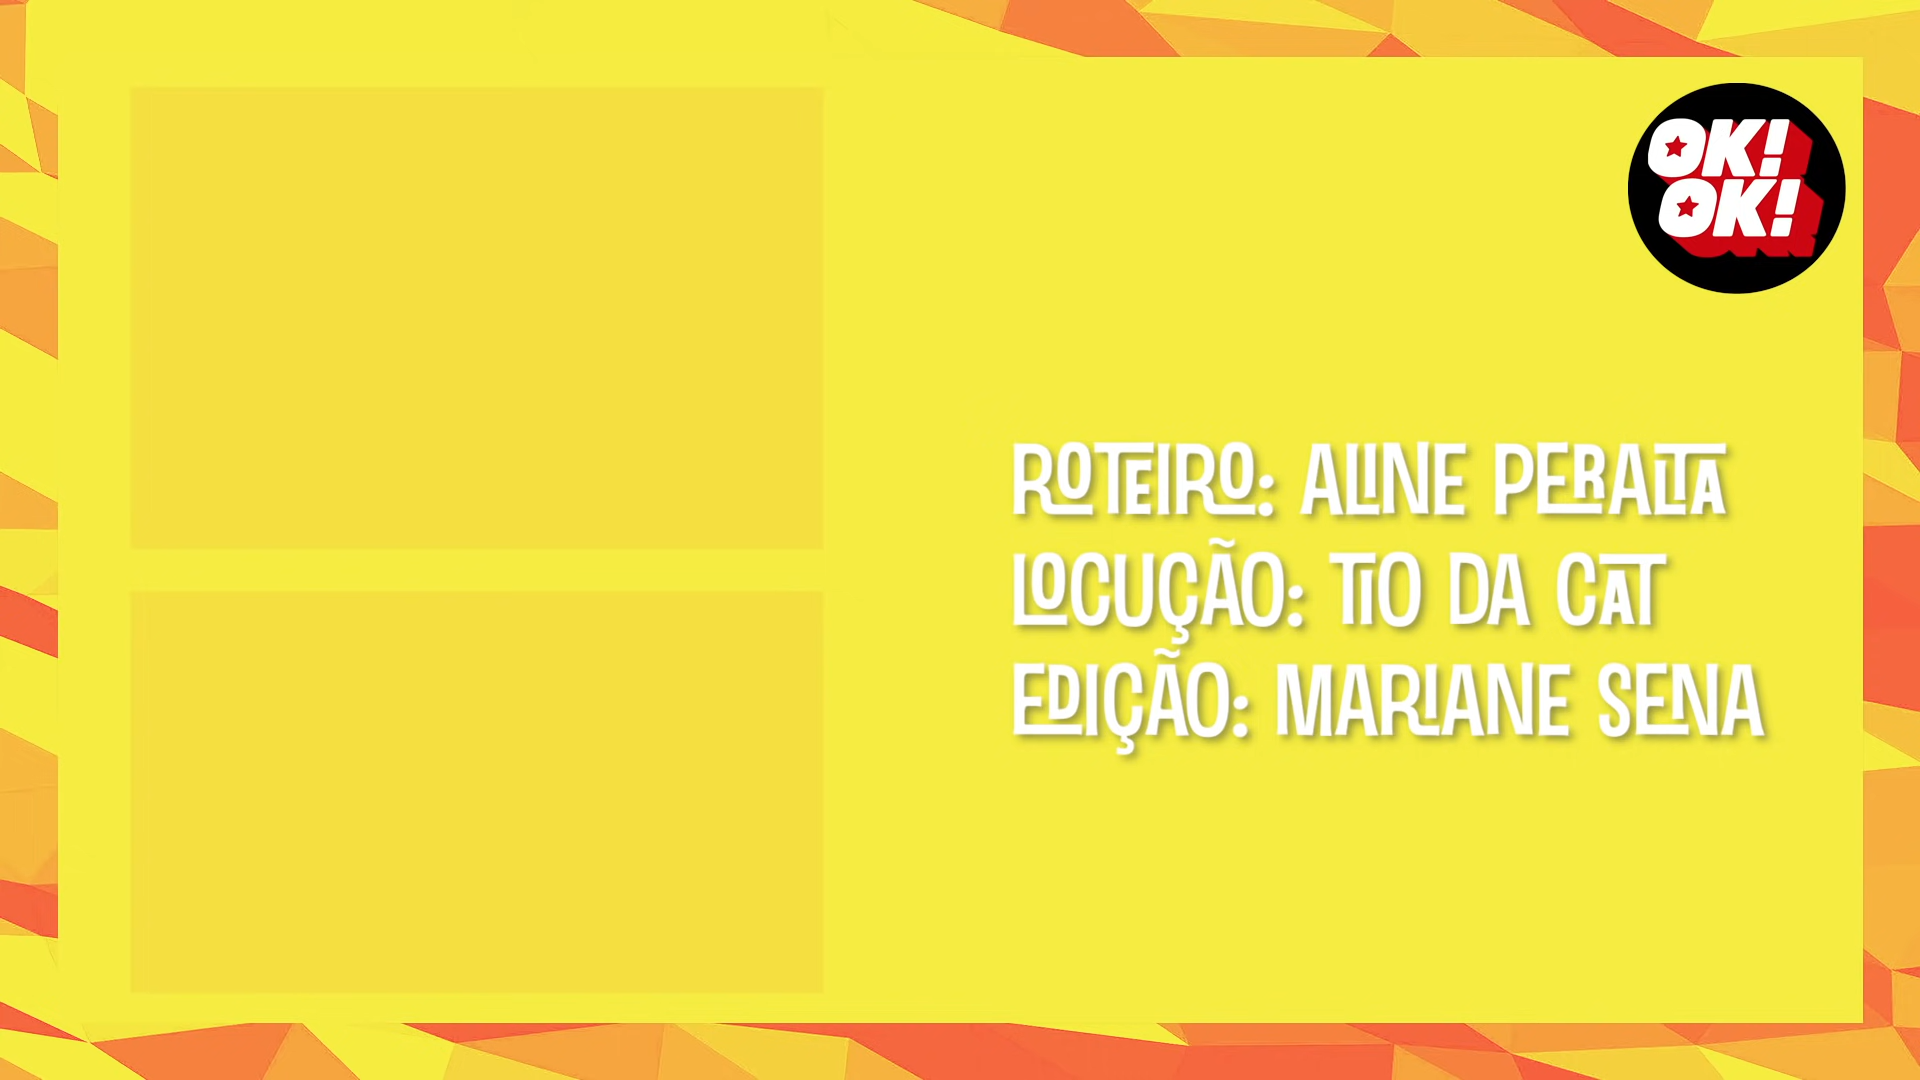 OK!
OK!
ROTEIRO: ALINE PERALTA
LOCUÇÃO: TIO DA CAT
EDIÇÃO: MARIANE SENA